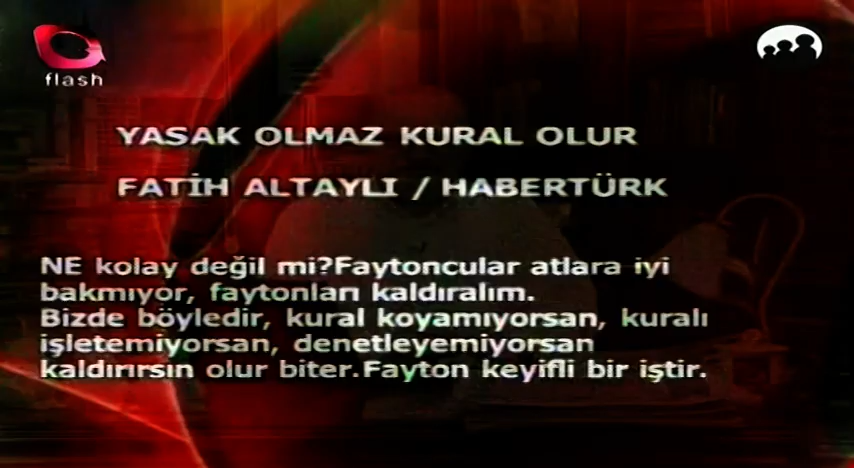 flash
YASAK OLMAZ KURAL OLUR
FATİH ALTAYLI / HABERTÜRK
NE kolay değil mi?Faytoncular atlara iyi
bakmıyor, faytonları kaldıralım.
Bizde böyledir, kural koyamıyorsan, kuralı
işletemiyorsan, denetleyemiyorsan
kaldırırsın olur biter.Fayton keyifli bir iştir.